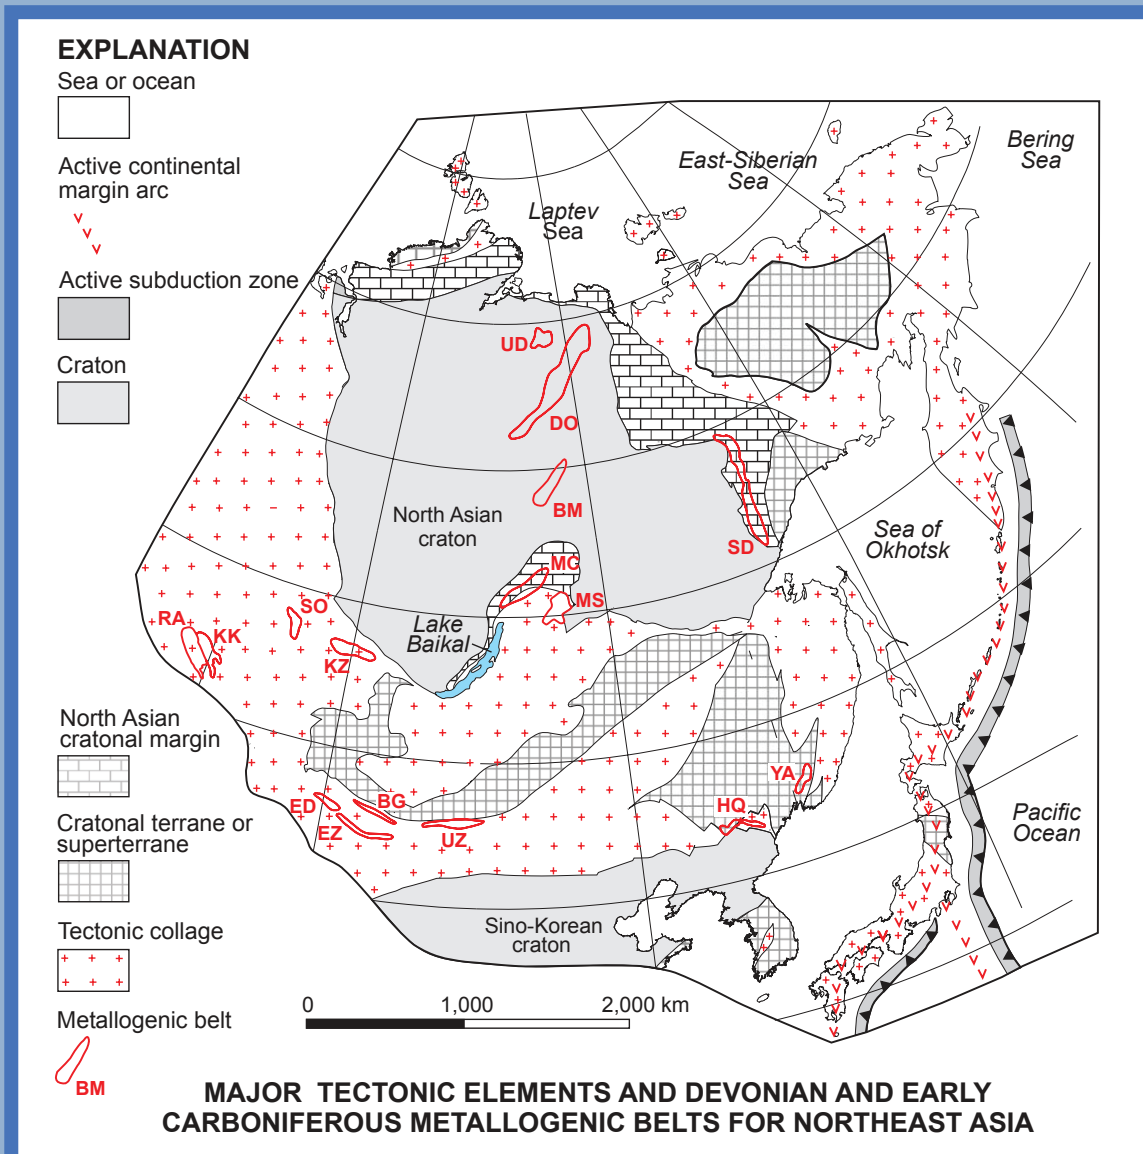 EXPLANATION
Sea or ocean
Active continental
margin arc
Active subduction zone
Craton
North Asian
cratonal margin
Cratonal terrane or
superterrane
Tectonic collage
Metallogenic belt
BM
East-Siberian
Sea
Bering
Sea
Laptev
Sea
UD
DO
BM
North Asian
craton
SD
Sea of
Okhotsk
MC
MS
SO
RA
KK
KZ
Lake
Baikal
ED
BG
EZ
UZ
HQ
YA
Pacific
Ocean
Sino-Korean
craton
0 1,000 2,000 km
MAJOR TECTONIC ELEMENTS AND DEVONIAN AND EARLY
CARBONIFEROUS METALLOGENIC BELTS FOR NORTHEAST ASIA